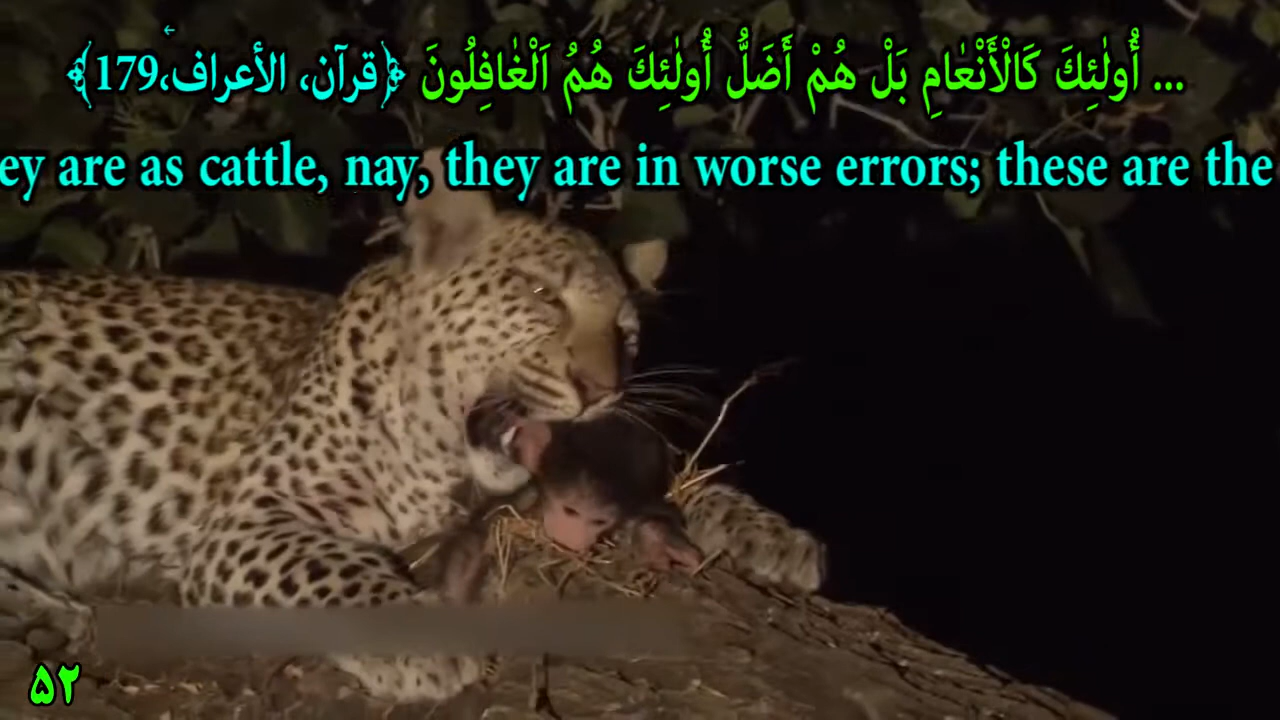 ... أُولٰئِكَ كَالْأَنْعٰامِ بَلْ هُمْ أَضَلُّ أُولٰئِكَ هُمُ اَلْغٰافِلُونَ ﴿قرآن، الأعراف،179﴾
ey are as cattle, nay, they are in worse errors; these are the
۵۲